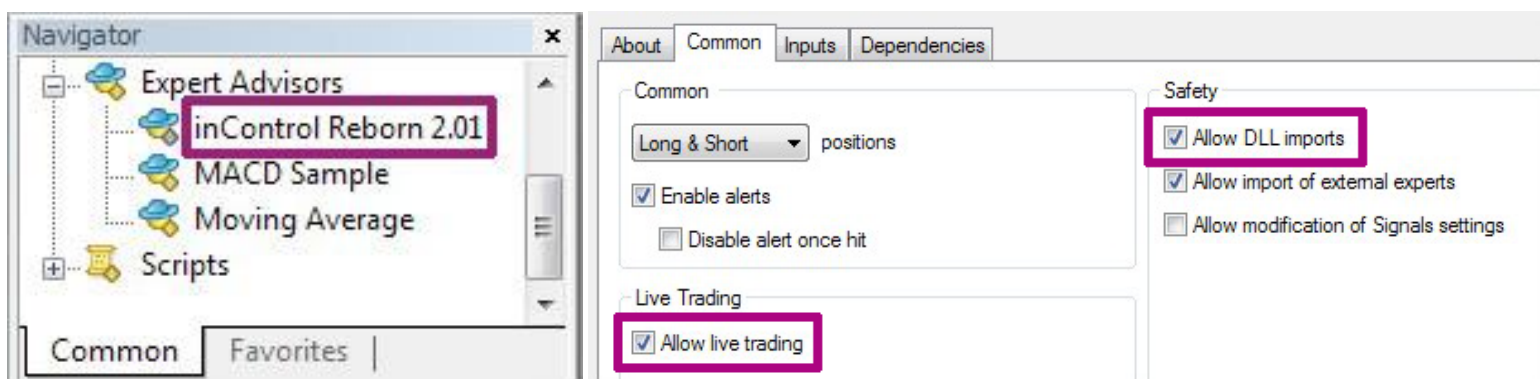 Navigator
Expert Advisors
inControl Reborn 2.01
MACD Sample
Moving Average
Scripts
Common
Favorites
About
Common
Inputs
Dependencies
Common
Long & Short
positions
Enable alerts
Disable alert once hit
Live Trading
Allow live trading
Safety
Allow DLL imports
Allow import of external experts
Allow modification of Signals settings